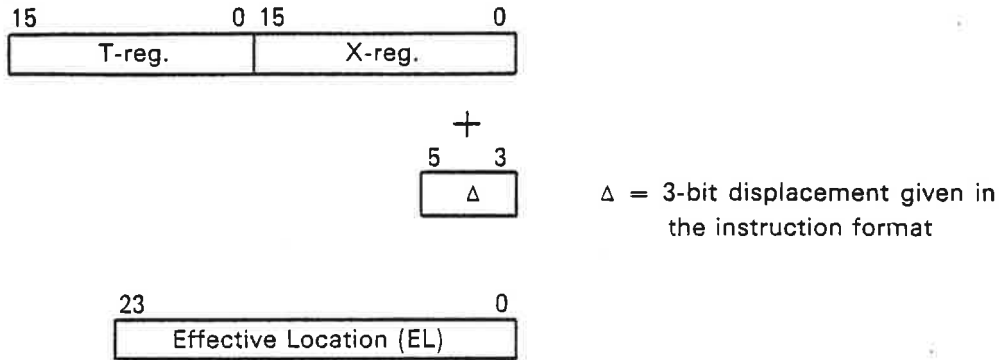 15 0 15 0
T-reg. X-reg.
+
5 3
Δ
Δ = 3-bit displacement given in
the instruction format
23 0
Effective Location (EL)